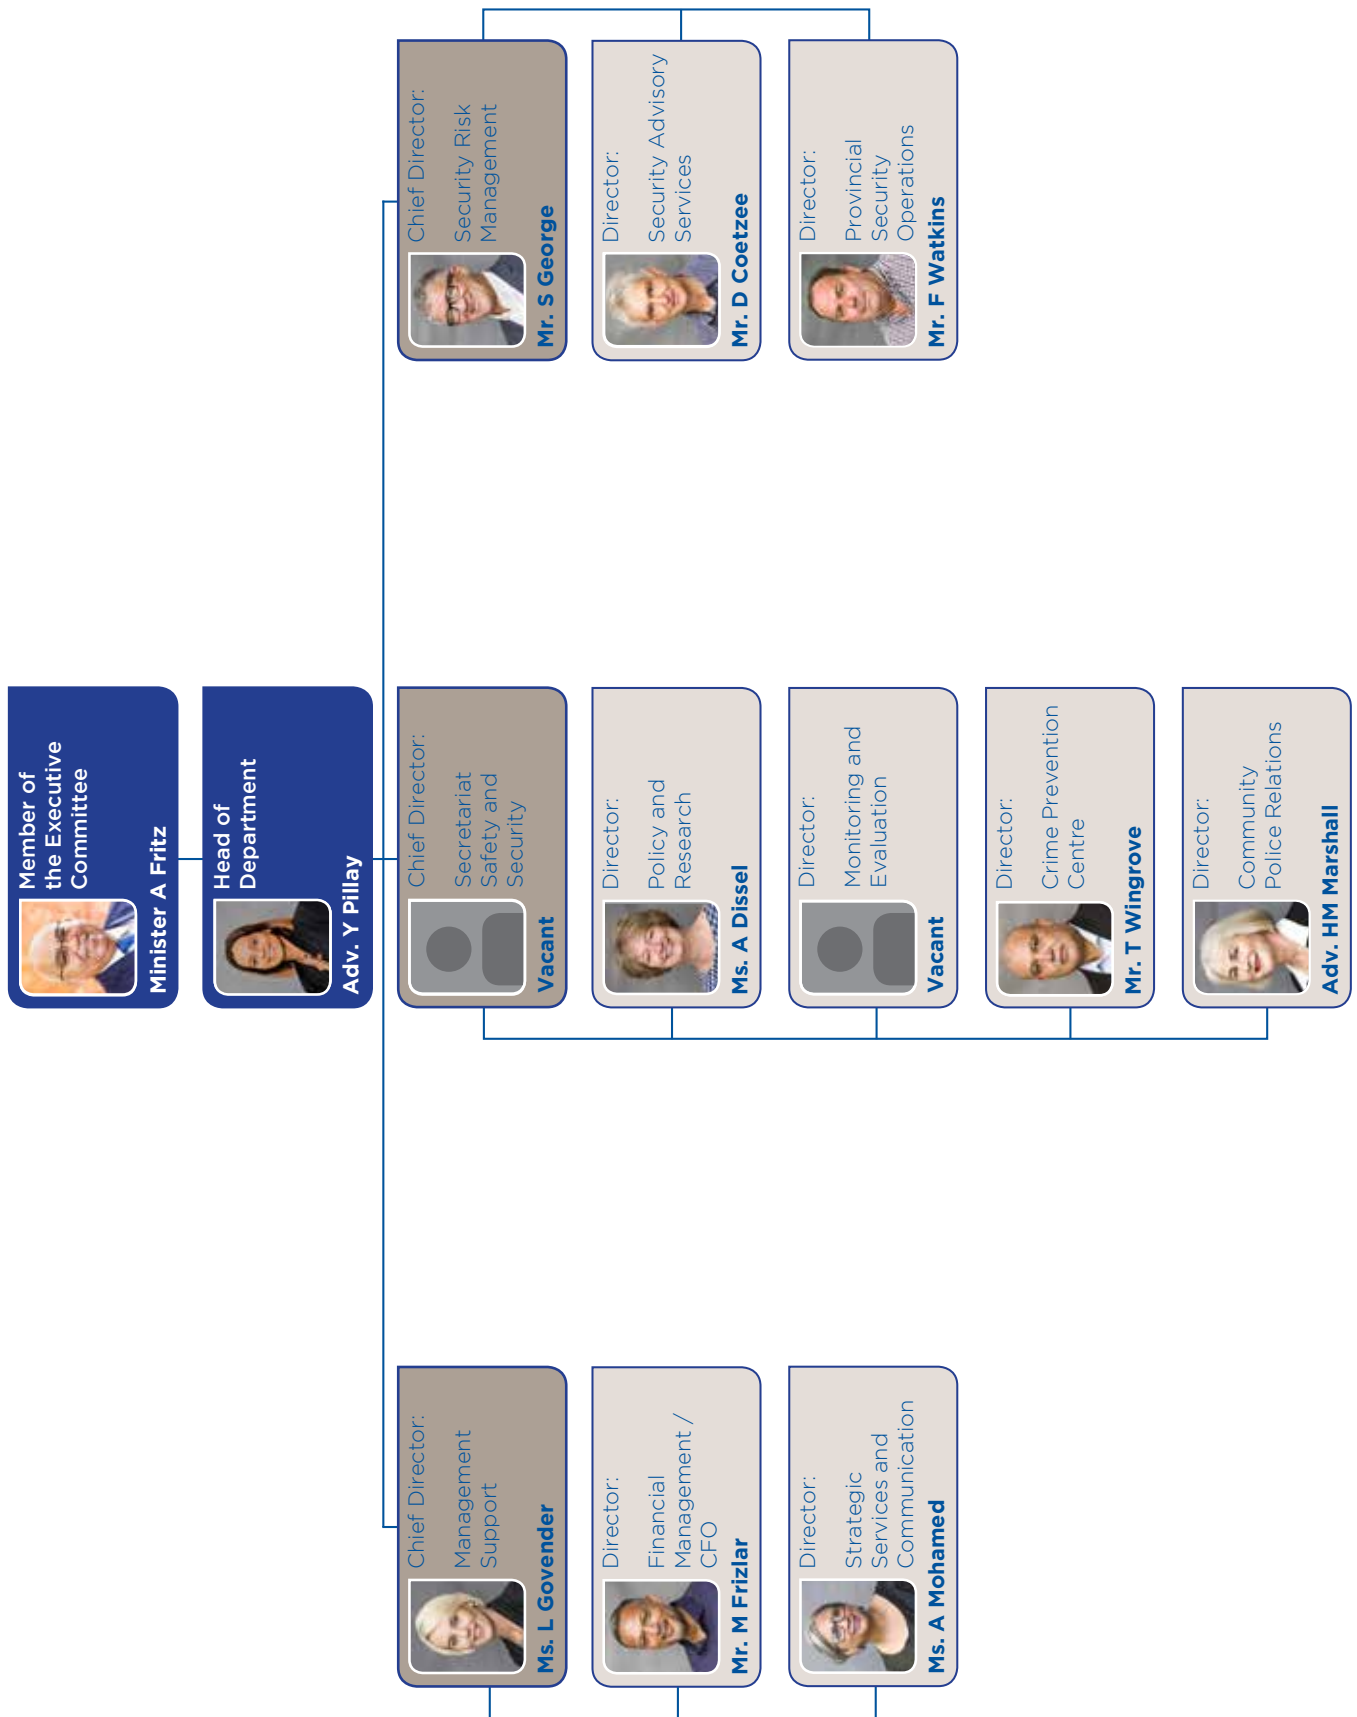 Member of
the Executive
Committee
Minister A Fritz
Head of
Department
Adv. Y Pillay
Chief Director:
Management
Support
Ms. L Govender
Director:
Financial
Management /
CFO
Mr. M Frizlar
Director:
Strategic
Services and
Communication
Ms. A Mohamed
Chief Director:
Secretariat
Safety and
Security
Vacant
Director:
Policy and
Research
Ms. A Dissel
Director:
Monitoring and
Evaluation
Vacant
Director:
Crime Prevention
Centre
Mr. T Wingrove
Director:
Community
Police Relations
Adv. HM Marshall
Chief Director:
Security Risk
Management
Mr. S George
Director:
Security Advisory
Services
Mr. D Coetzee
Director:
Provincial
Security
Operations
Mr. F Watkins